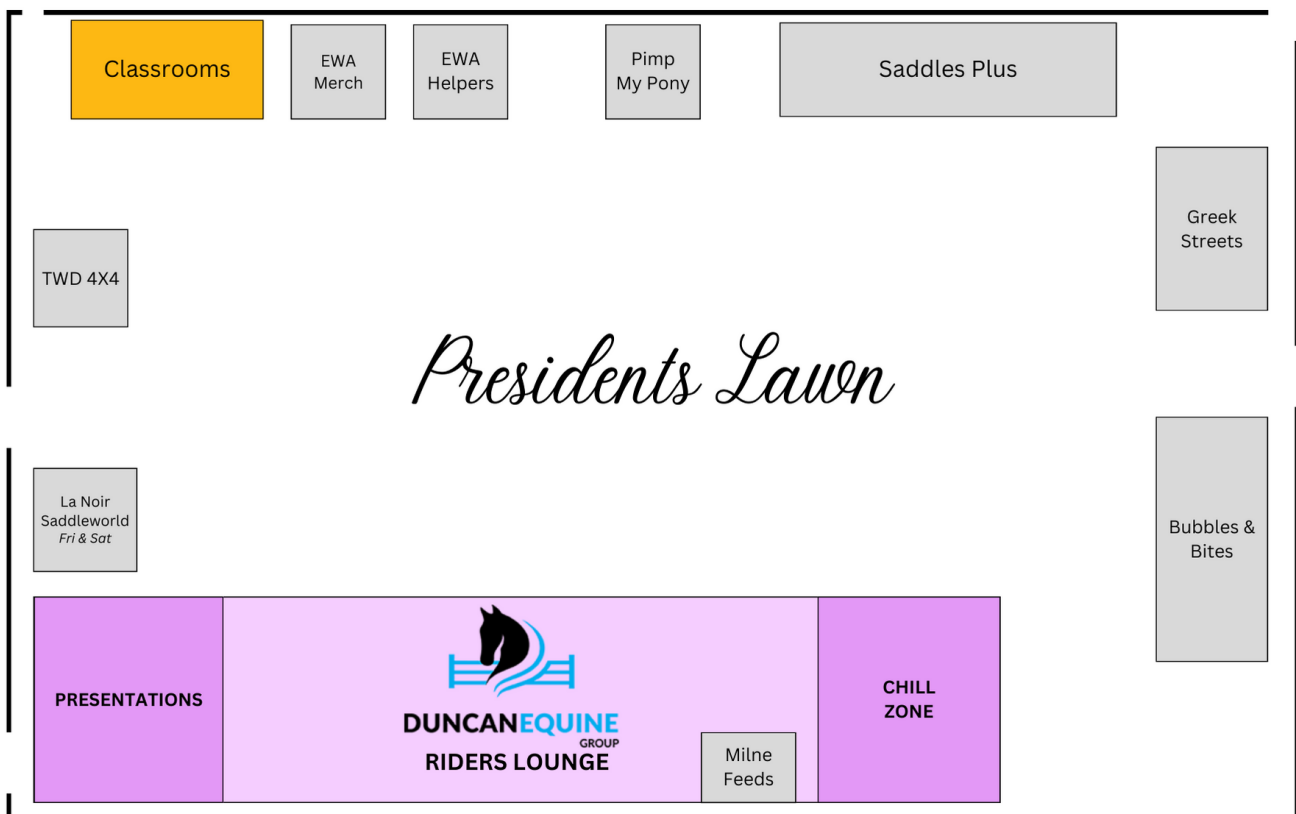 Classrooms
EWA
Merch
EWA
Helpers
Pimp
My Pony
Saddles Plus
Greek
Streets
TWD 4X4
Presidents Lawn
La Noir
Saddleworld
Fri & Sat
Bubbles &
Bites
PRESENTATIONS
DUNCANEQUINE
GROUP
RIDERS LOUNGE
Milne
Feeds
CHILL
ZONE